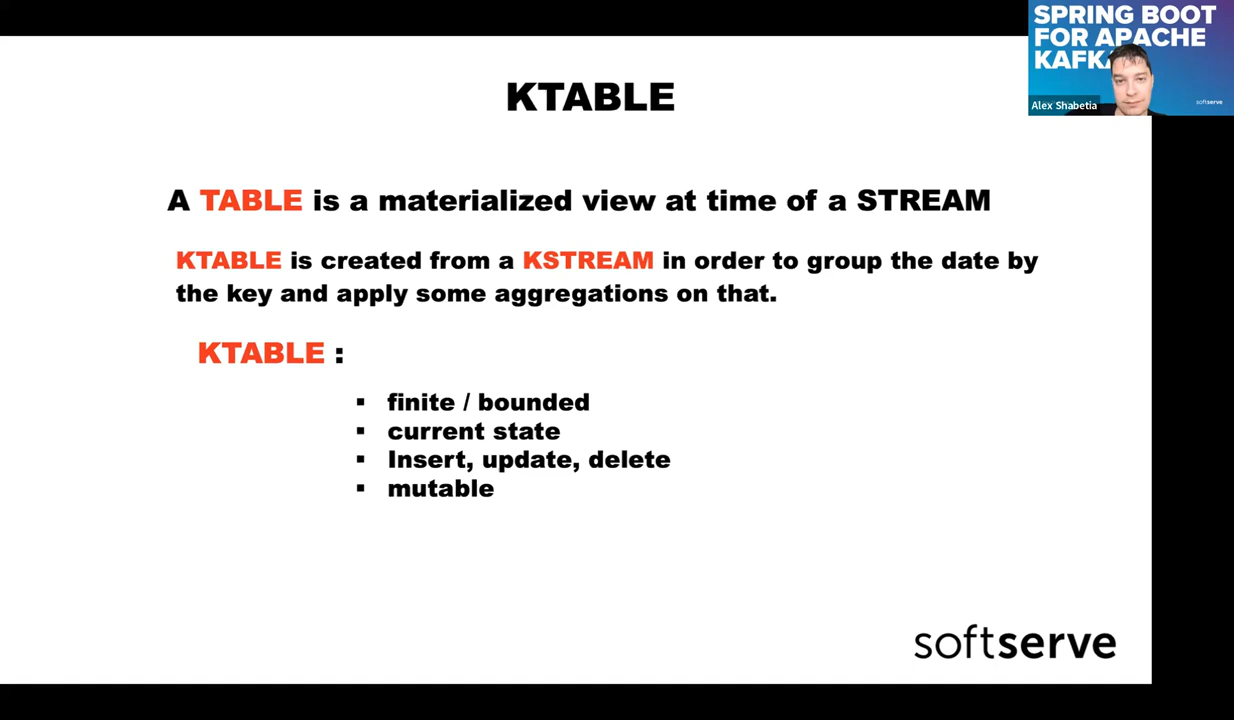 SPRING BOOT
FOR APACHE
KAFKA
Alex Shabetia
softserve
KTABLE
A TABLE is a materialized view at time of a STREAM
KTABLE is created from a KSTREAM in order to group the date by
the key and apply some aggregations on that.
KTABLE :
▪ finite / bounded
▪ current state
▪ Insert, update, delete
▪ mutable
softserve